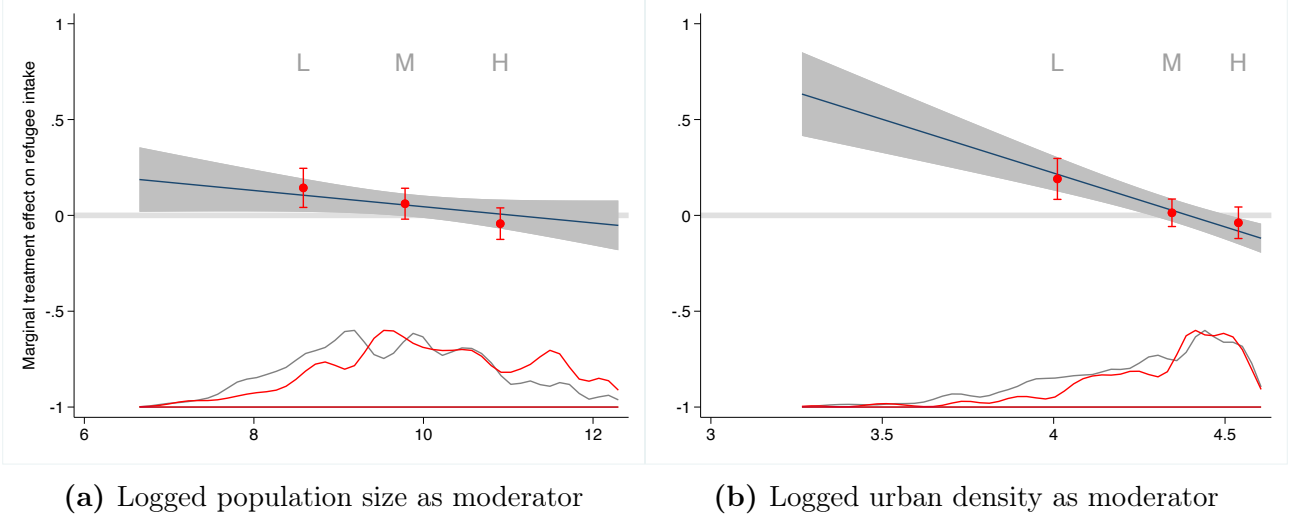 Marginal treatment effect on refugee intake
1
.5
0
-.5
-1
L M H
6 8 10 12
(a) Logged population size as moderator
1
.5
0
-.5
-1
L M H
3 3.5 4 4.5
(b) Logged urban density as moderator